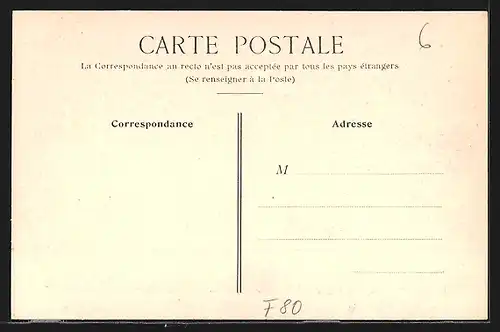 CARTE POSTALE
6
La Correspondance au recto n'est pas acceptée par tous les pays étrangers
(Se renseigner à la Poste)
Correspondance
Adresse
M
F80